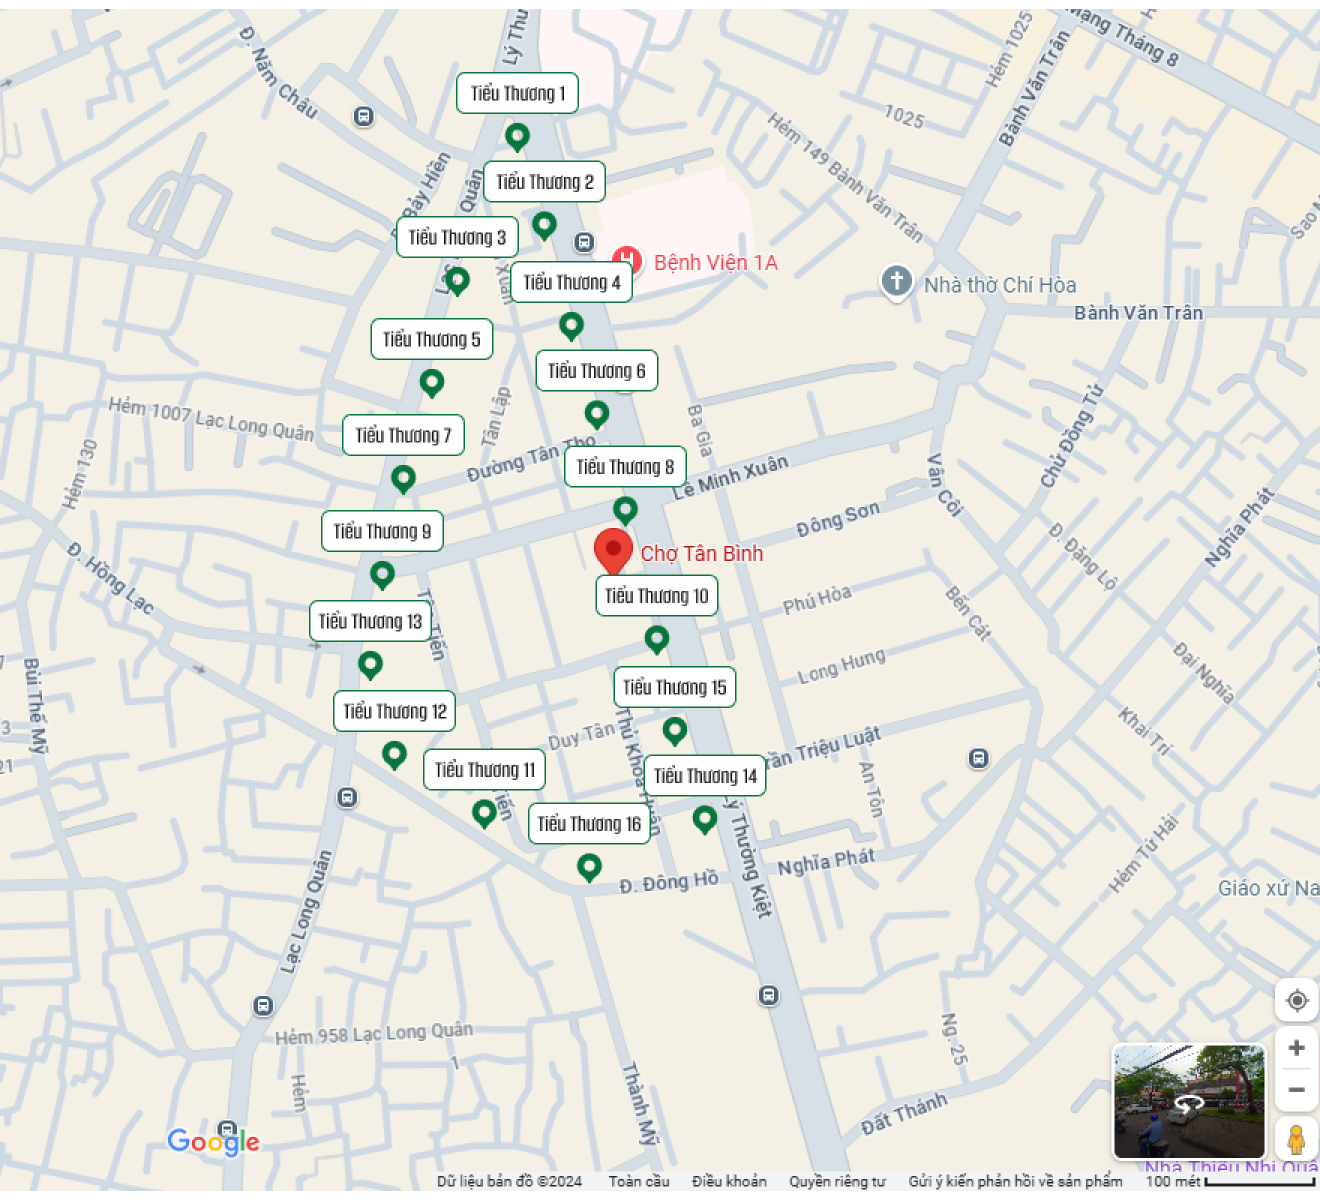 Lý Thu
Mạng Tháng 8
Đ. Năm Châu
Hẻm 1025
Bành Văn Trân
Tiểu Thương 1
1025
Hẻm 149 Bành Văn Trân
Bảy Hiền
Quân
Tiểu Thương 2
Sao
Tiểu Thương 3
Bệnh Viện 1A
Xuân
Tiểu Thương 4
Nhà thờ Chí Hòa
Bành Văn Trân
Tiểu Thương 5
Tiểu Thương 6
Hẻm 1007 Lạc Long Quân
Tân Lập
Ba Gia
Chử Đồng Tử
Tiểu Thương 7
Đường Tân Thọ
Hẻm 130
Tiểu Thương 8
Lê Minh Xuân
Vân Côi
Nghĩa Phát
Đông Sơn
Tiểu Thương 9
Chợ Tân Bình
Đ. Hồng Lạc
Đ. Đặng Lộ
Tiểu Thương 10
Phú Hòa
Bến Cát
Tiểu Thương 13
Tiến
Long Hưng
Đại Nghĩa
Bùi Thế Mỹ
Tiểu Thương 15
Tiểu Thương 12
3
21
Duy Tân
Thủ Khoa Huân
Khai Trí
Trần Triệu Luật
Tiểu Thương 11
Tiến
Tiểu Thương 14
An Tôn
Tiểu Thương 16
Lý Thường Kiệt
Nghĩa Phát
Đ. Đông Hồ
Hẻm Tứ Hải
Giáo xứ Na
Lạc Long Quân
Hẻm 958 Lạc Long Quân
1
Ng. 25
Hẻm
Thành Mỹ
Đất Thánh
Google
Nhà Thiếu Nhi Quậ
Dữ liệu bản đồ ©2024 Toàn cầu Điều khoản Quyền riêng tư Gửi ý kiến phản hồi về sản phẩm 100 mét